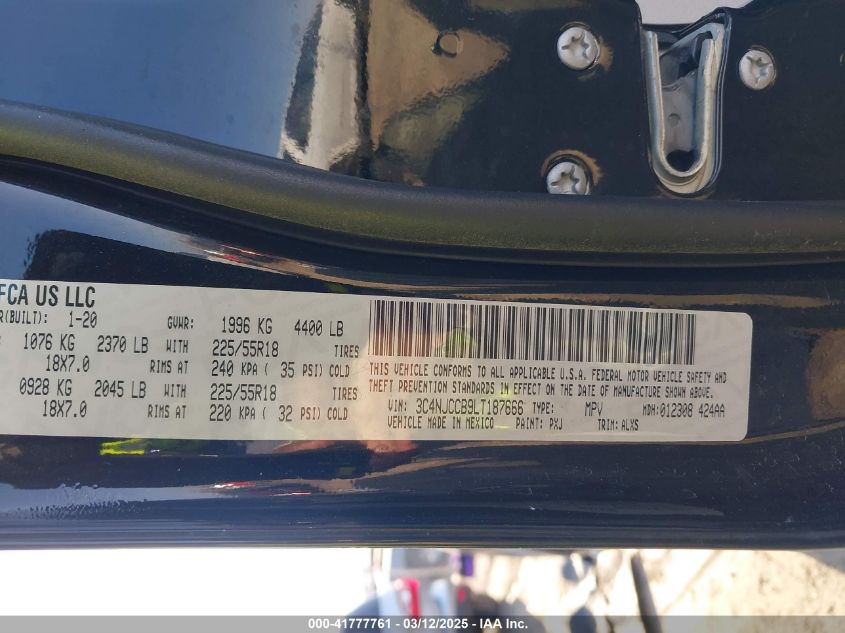 FCA US LLC
R(BUILT): 1-20 GVWR: 1996 KG 4400 LB
1076 KG 2370 LB WITH 225/55R18 TIRES
18X7.0 RIMS AT 240 KPA ( 35 PSI) COLD
0928 KG 2045 LB WITH 225/55R18 TIRES
18X7.0 RIMS AT 220 KPA ( 32 PSI) COLD
THIS VEHICLE CONFORMS TO ALL APPLICABLE U.S.A. FEDERAL MOTOR VEHICLE SAFETY AND
THEFT PREVENTION STANDARDS IN EFFECT ON THE DATE OF MANUFACTURE SHOWN ABOVE.
VIN: 3C4NJCCB9LT187666 TYPE: MPV MDH:012308 424AA
VEHICLE MADE IN MEXICO PAINT: PXJ TRIM: ALXS
000-41777761 - 03/12/2025 - IAA Inc.